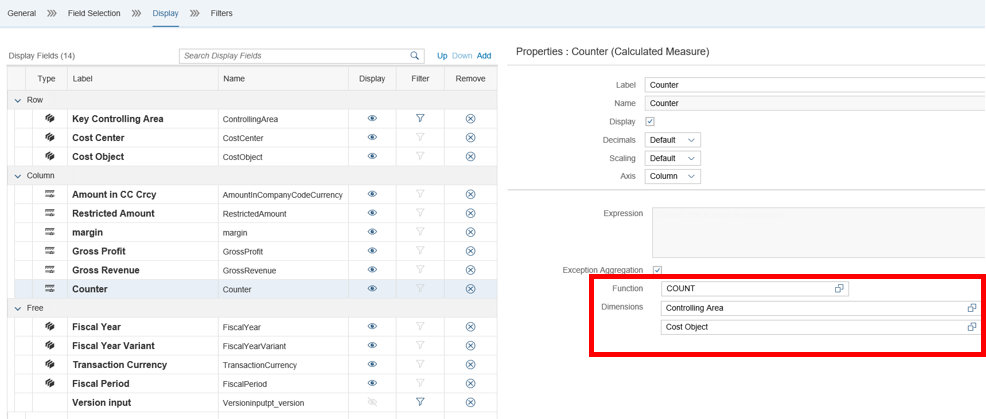 General Field Selection Display Filters
Display Fields (14) Search Display Fields Up Down Add
Type Label Name Display Filter Remove
Row
Key Controlling Area ControllingArea
Cost Center CostCenter
Cost Object CostObject
Column
Amount in CC Crcy AmountInCompanyCodeCurrency
Restricted Amount RestrictedAmount
margin margin
Gross Profit GrossProfit
Gross Revenue GrossRevenue
Counter Counter
Free
Fiscal Year FiscalYear
Fiscal Year Variant FiscalYearVariant
Transaction Currency TransactionCurrency
Fiscal Period FiscalPeriod
Version input Versioninputpt_version
Properties : Counter (Calculated Measure)
Label Counter
Name Counter
Display
Decimals Default
Scaling Default
Axis Column
Expression
Exception Aggregation
Function COUNT
Dimensions Controlling Area
Cost Object